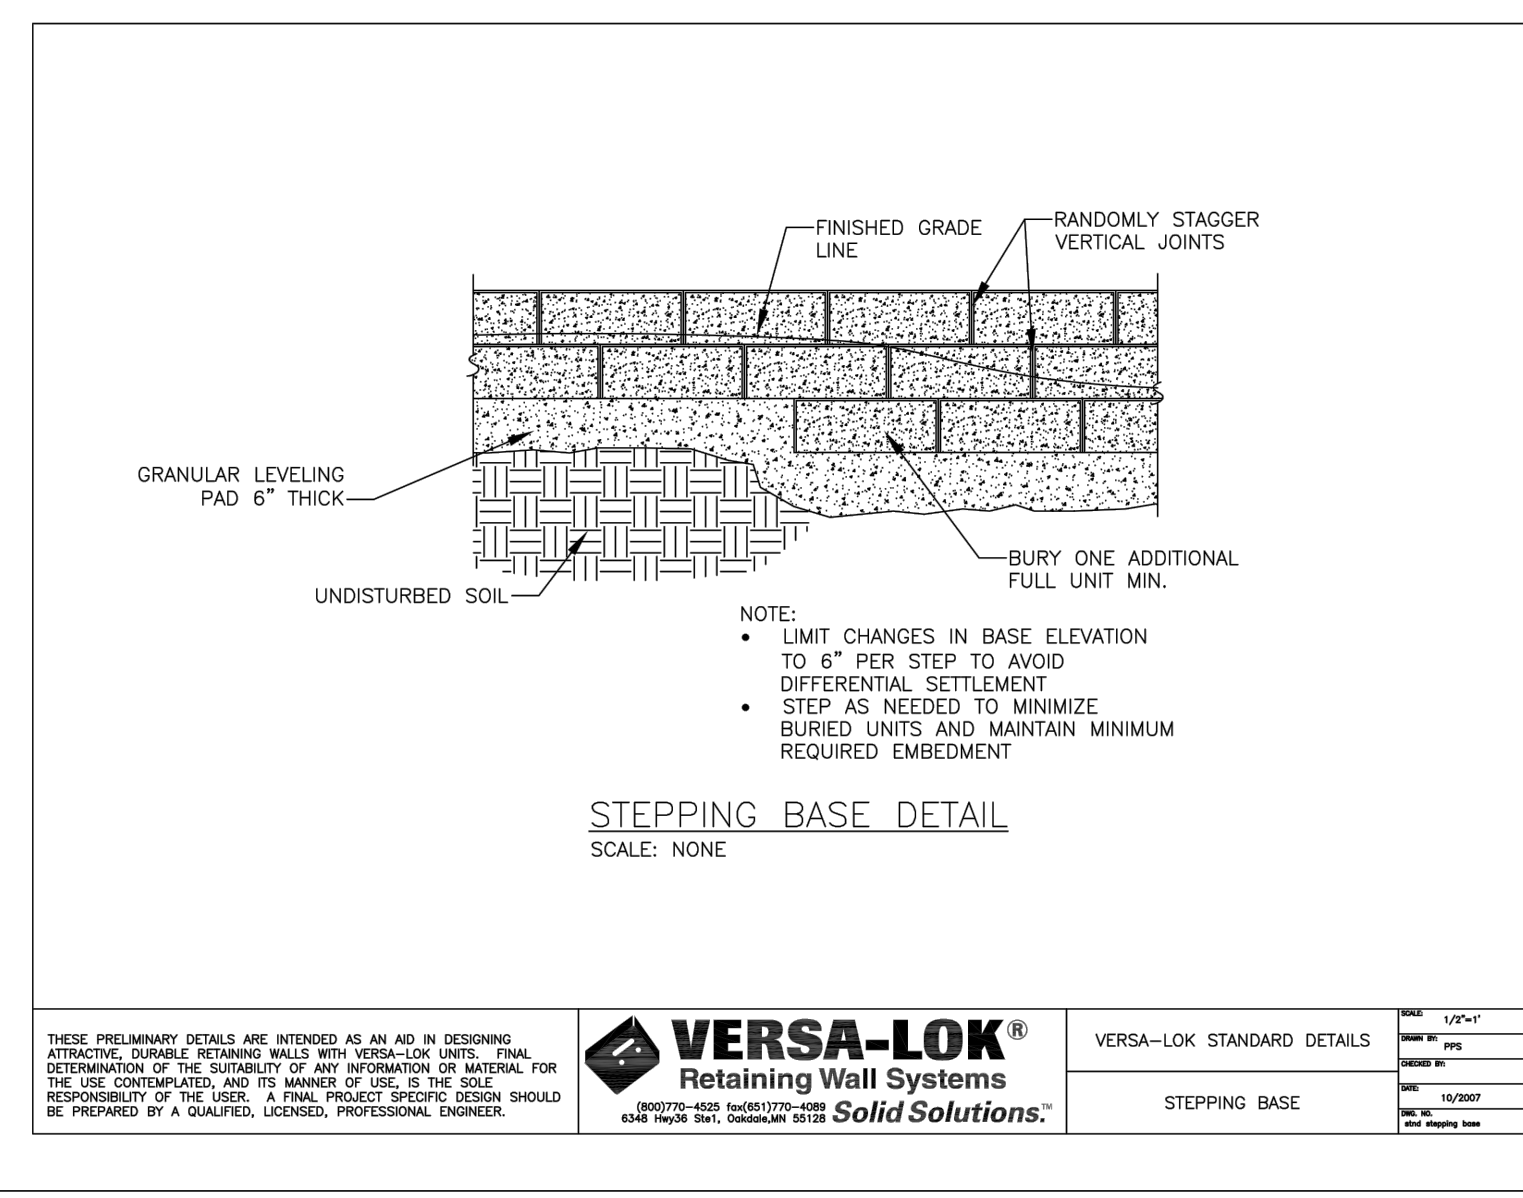 FINISHED GRADE
LINE
RANDOMLY STAGGER
VERTICAL JOINTS
GRANULAR LEVELING
PAD 6" THICK
UNDISTURBED SOIL
BURY ONE ADDITIONAL
FULL UNIT MIN.
NOTE:
• LIMIT CHANGES IN BASE ELEVATION
TO 6" PER STEP TO AVOID
DIFFERENTIAL SETTLEMENT
• STEP AS NEEDED TO MINIMIZE
BURIED UNITS AND MAINTAIN MINIMUM
REQUIRED EMBEDMENT
STEPPING BASE DETAIL
SCALE: NONE
THESE PRELIMINARY DETAILS ARE INTENDED AS AN AID IN DESIGNING
ATTRACTIVE, DURABLE RETAINING WALLS WITH VERSA-LOK UNITS. FINAL
DETERMINATION OF THE SUITABILITY OF ANY INFORMATION OR MATERIAL FOR
THE USE CONTEMPLATED, AND ITS MANNER OF USE, IS THE SOLE
RESPONSIBILITY OF THE USER. A FINAL PROJECT SPECIFIC DESIGN SHOULD
BE PREPARED BY A QUALIFIED, LICENSED, PROFESSIONAL ENGINEER.
VERSA-LOK®
Retaining Wall Systems
(800)770-4525 fax(651)770-4089
6348 Hwy36 Ste1, Oakdale,MN 55128
Solid Solutions.™
VERSA-LOK STANDARD DETAILS
STEPPING BASE
SCALE: 1/2"=1'
DRAWN BY: PPS
CHECKED BY:
DATE: 10/2007
DWG. NO.
stnd stepping base